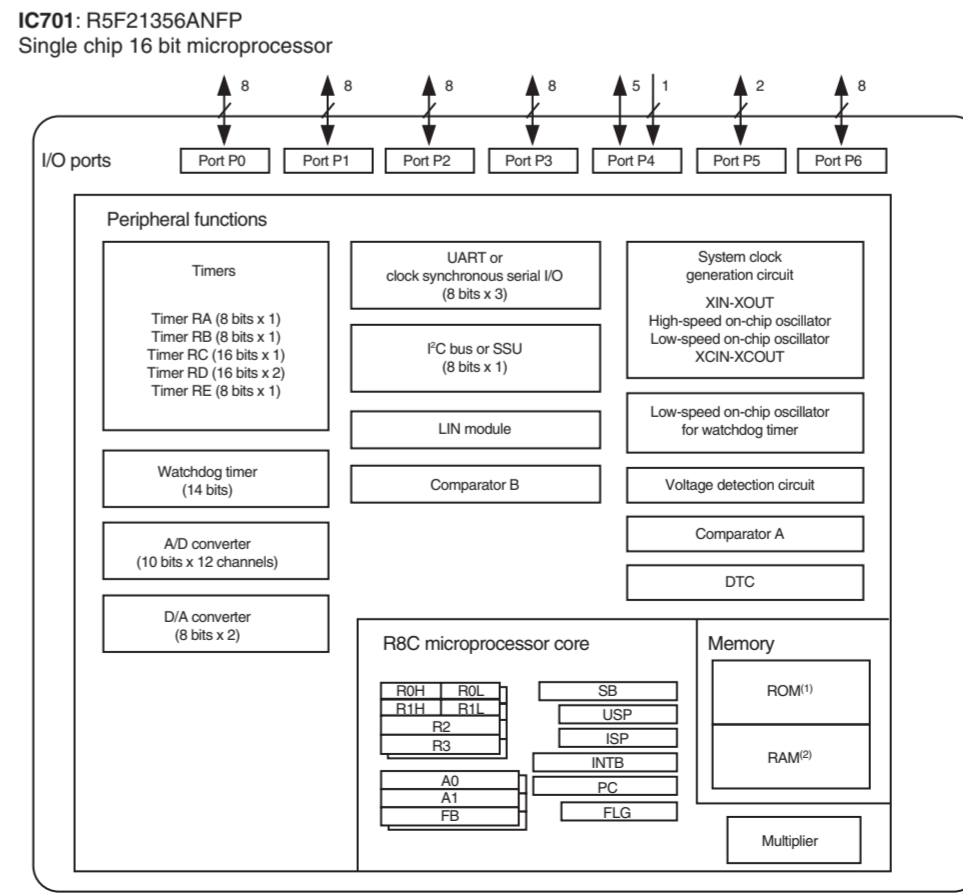 IC701: R5F21356ANFP
Single chip 16 bit microprocessor
8 8 8 8 5 1 2 8
I/O ports
Port P0 Port P1 Port P2 Port P3 Port P4 Port P5 Port P6
Peripheral functions
Timers
Timer RA (8 bits x 1)
Timer RB (8 bits x 1)
Timer RC (16 bits x 1)
Timer RD (16 bits x 2)
Timer RE (8 bits x 1)
Watchdog timer
(14 bits)
A/D converter
(10 bits x 12 channels)
D/A converter
(8 bits x 2)
UART or
clock synchronous serial I/O
(8 bits x 3)
I²C bus or SSU
(8 bits x 1)
LIN module
Comparator B
System clock
generation circuit
XIN-XOUT
High-speed on-chip oscillator
Low-speed on-chip oscillator
XCIN-XCOUT
Low-speed on-chip oscillator
for watchdog timer
Voltage detection circuit
Comparator A
DTC
R8C microprocessor core
R0H R0L
R1H R1L
R2
R3
A0
A1
FB
SB
USP
ISP
INTB
PC
FLG
Memory
ROM(1)
RAM(2)
Multiplier